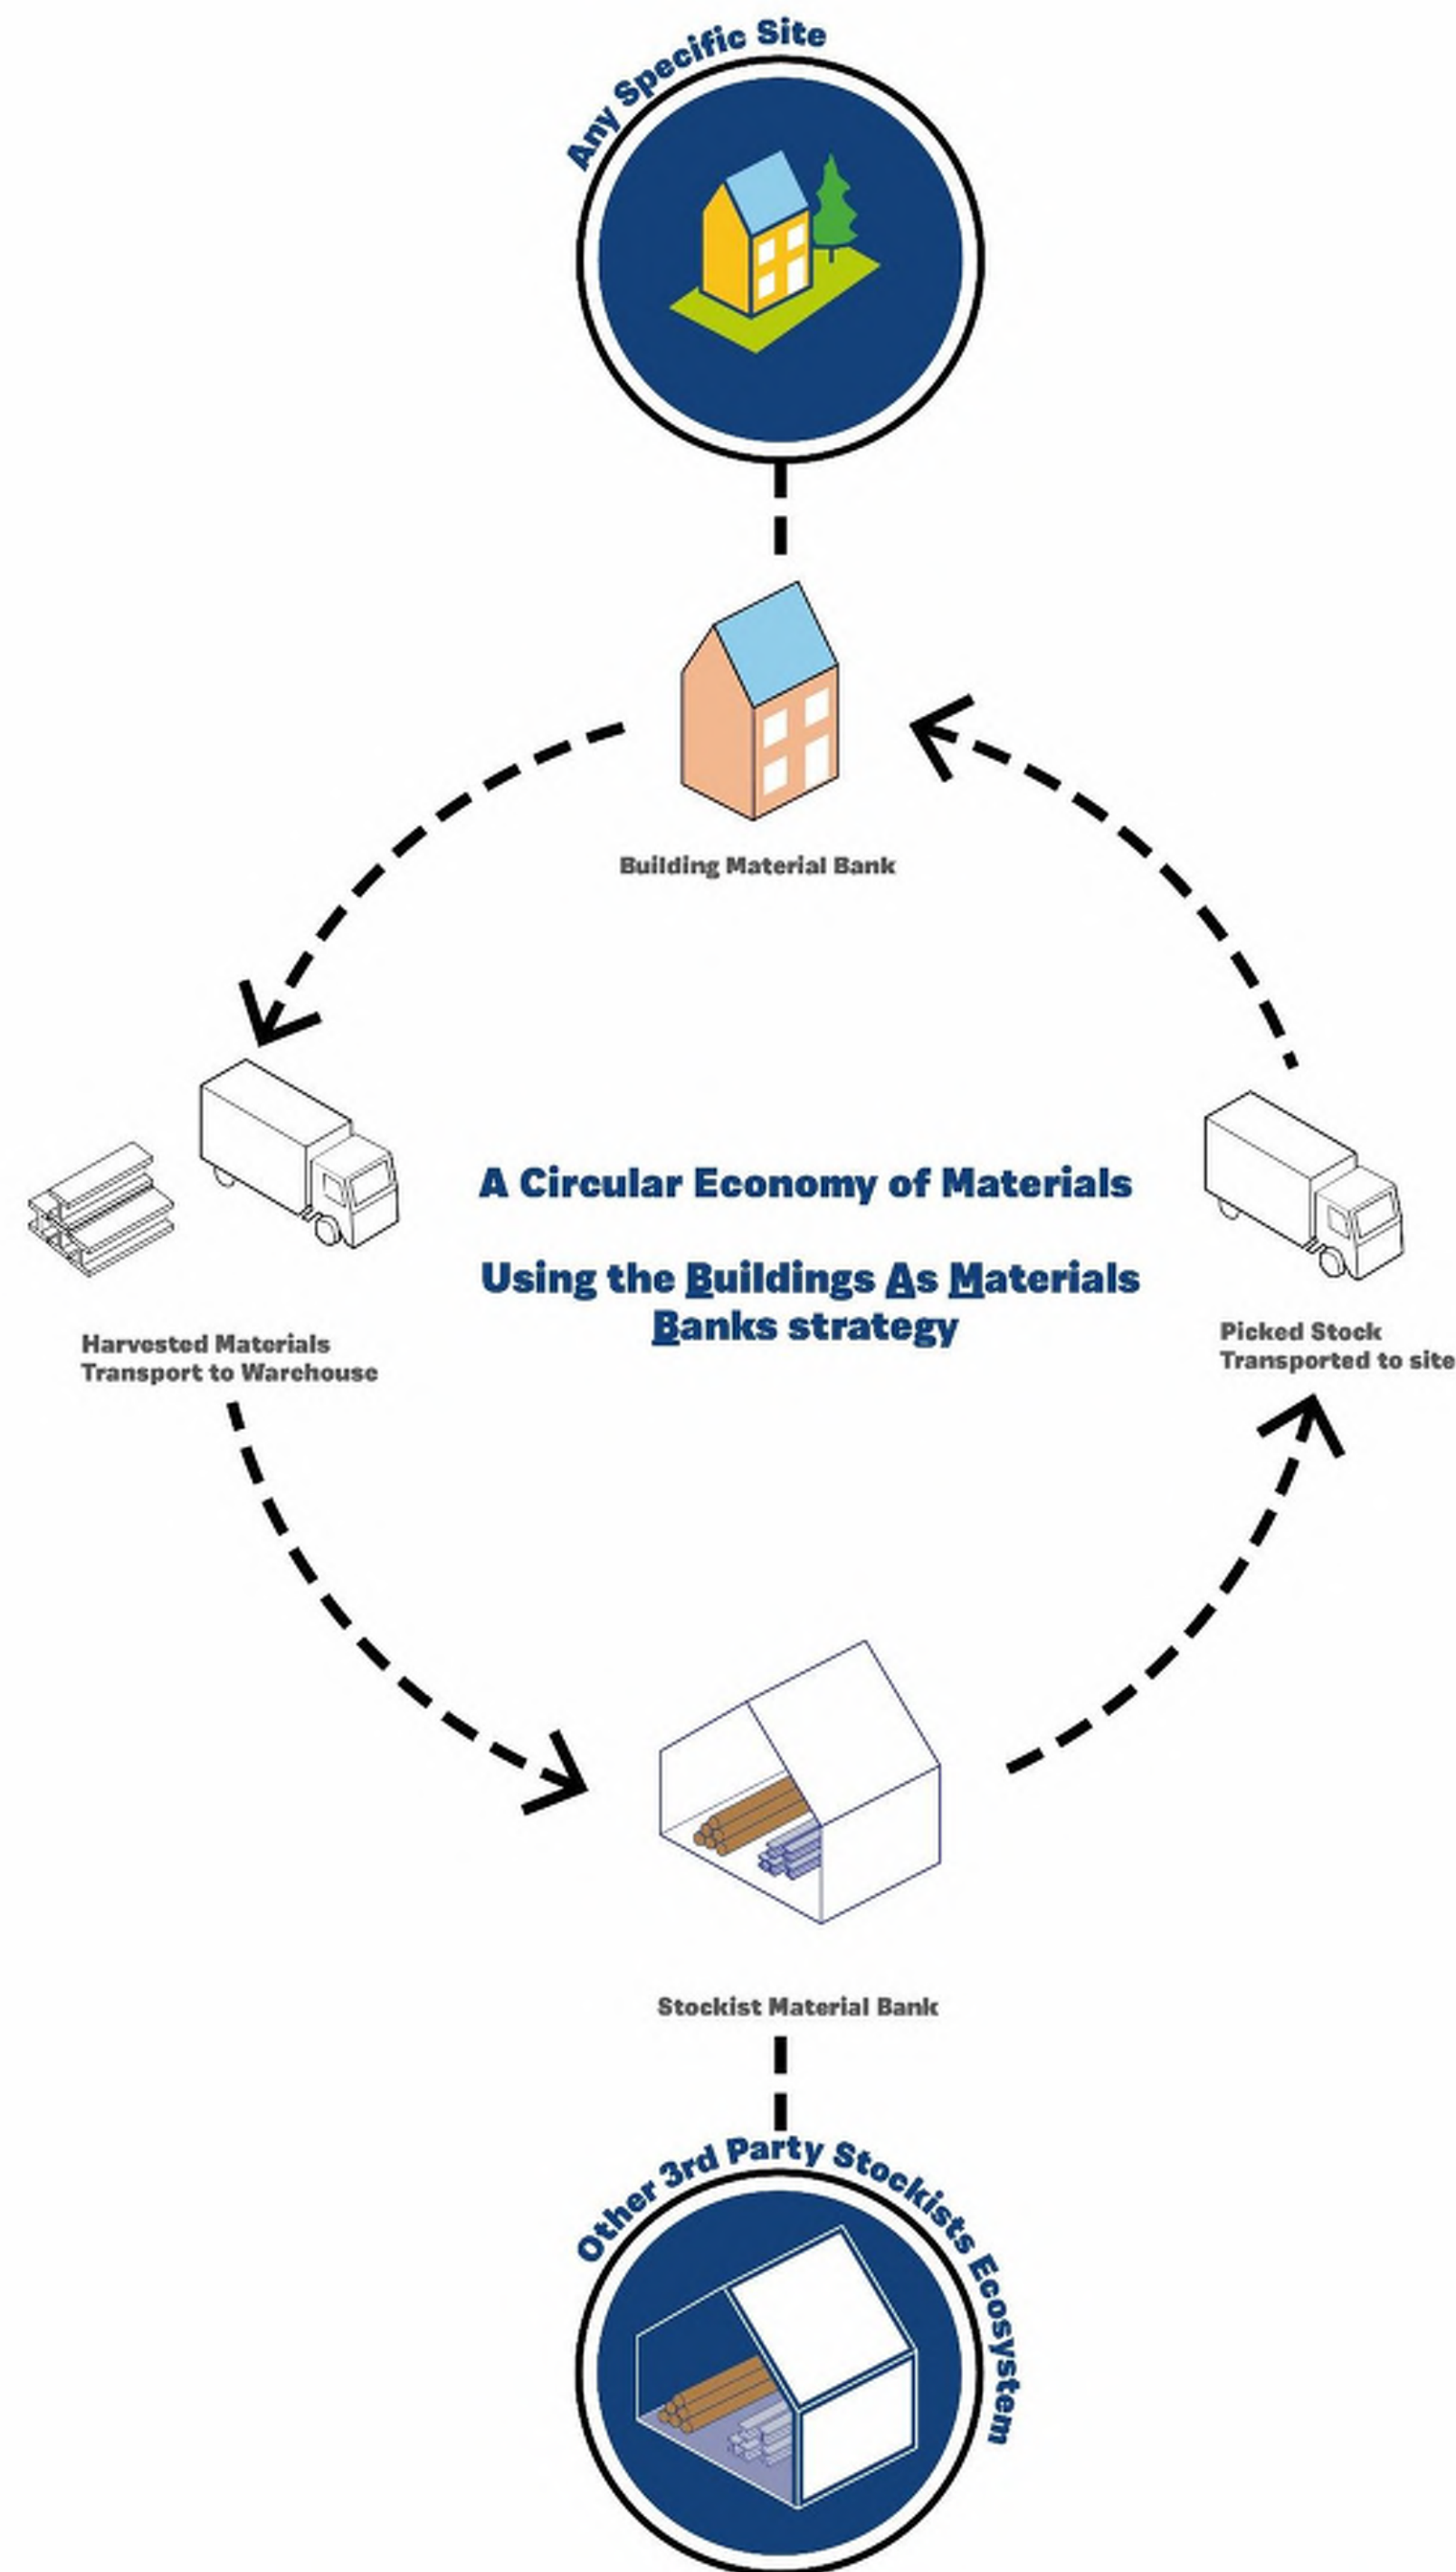 Any Specific Site
Building Material Bank
A Circular Economy of Materials
Using the Buildings As Materials
Banks strategy
Harvested Materials
Transport to Warehouse
Picked Stock
Transported to site
Stockist Material Bank
Other 3rd Party Stockists Ecosystem